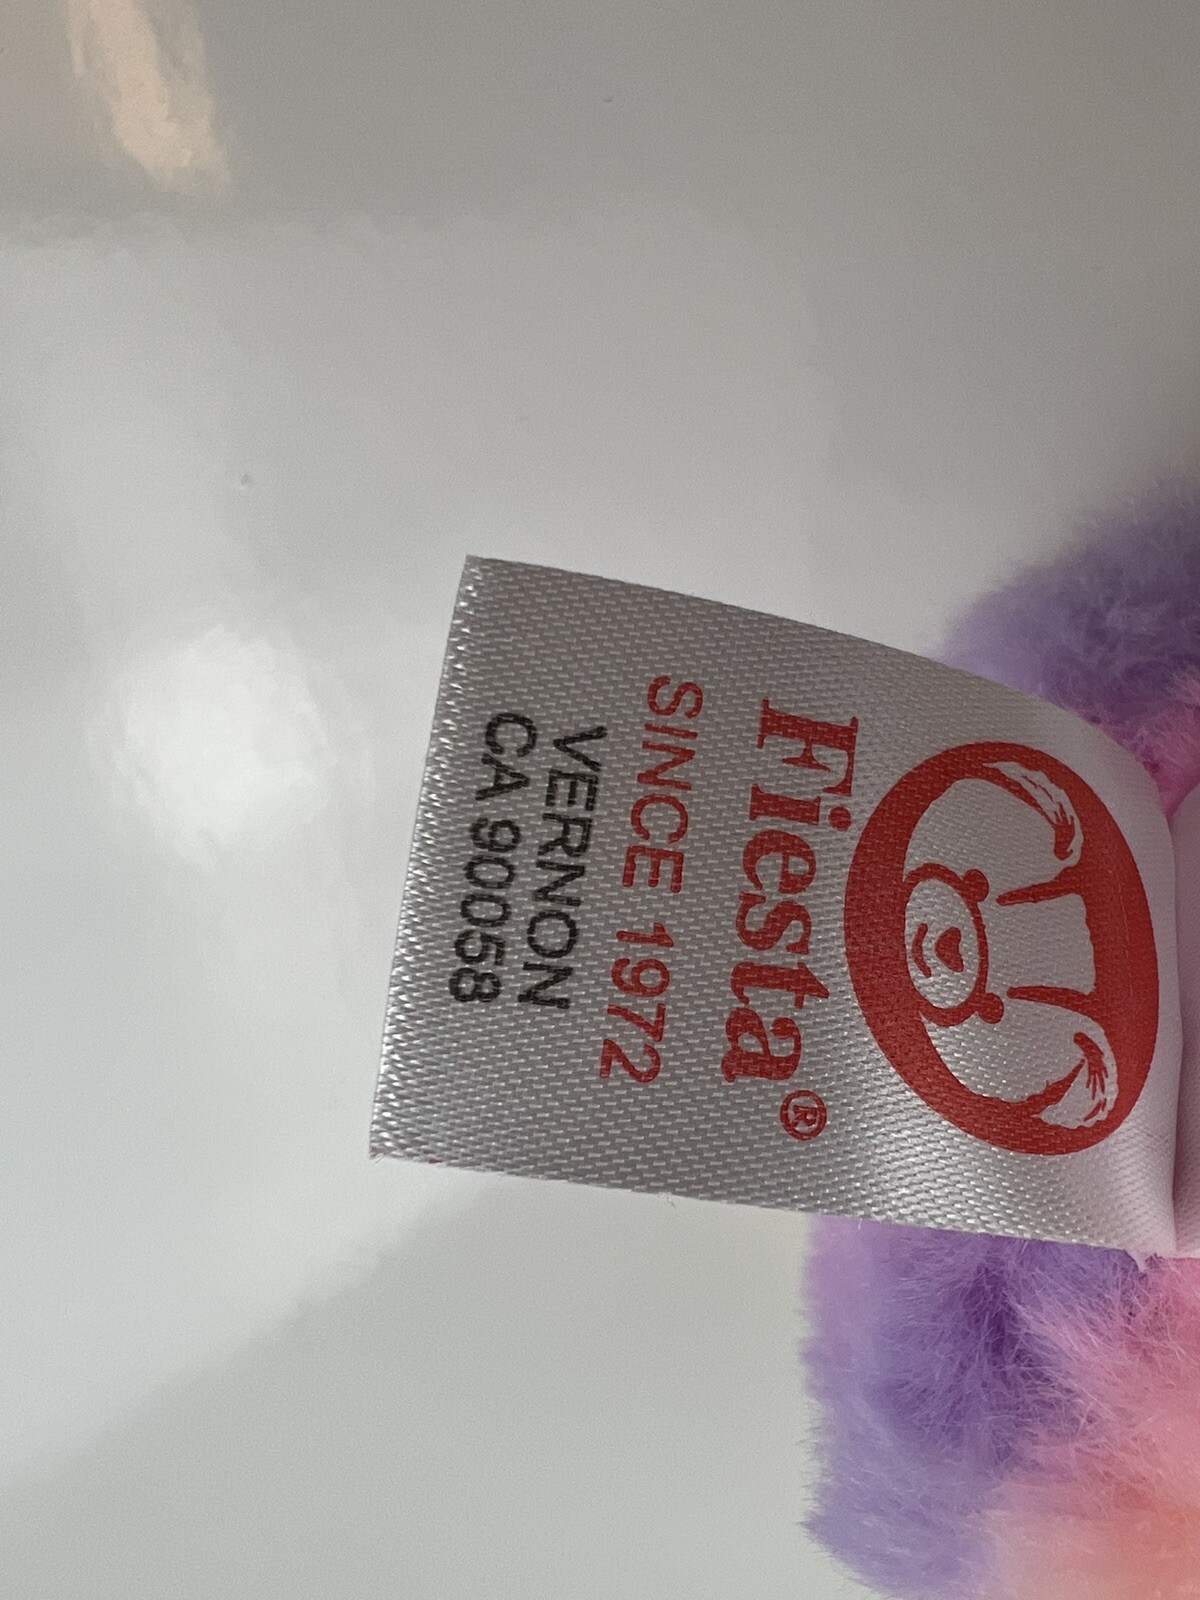 Fiesta®
SINCE 1972
VERNON
CA 90058